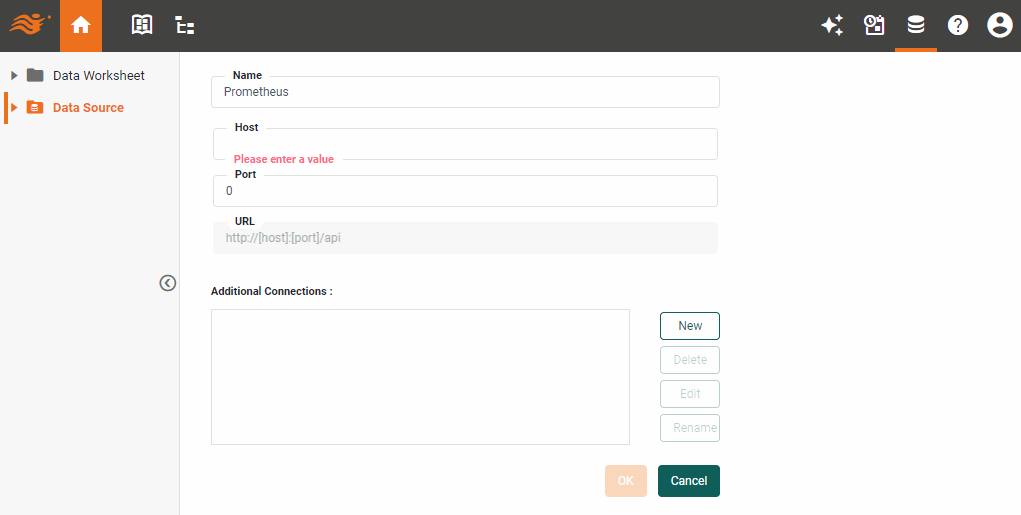 Data Worksheet
Data Source
Name
Prometheus
Host
Please enter a value
Port
0
URL
http://[host]:[port]/api
Additional Connections :
New
Delete
Edit
Rename
OK
Cancel